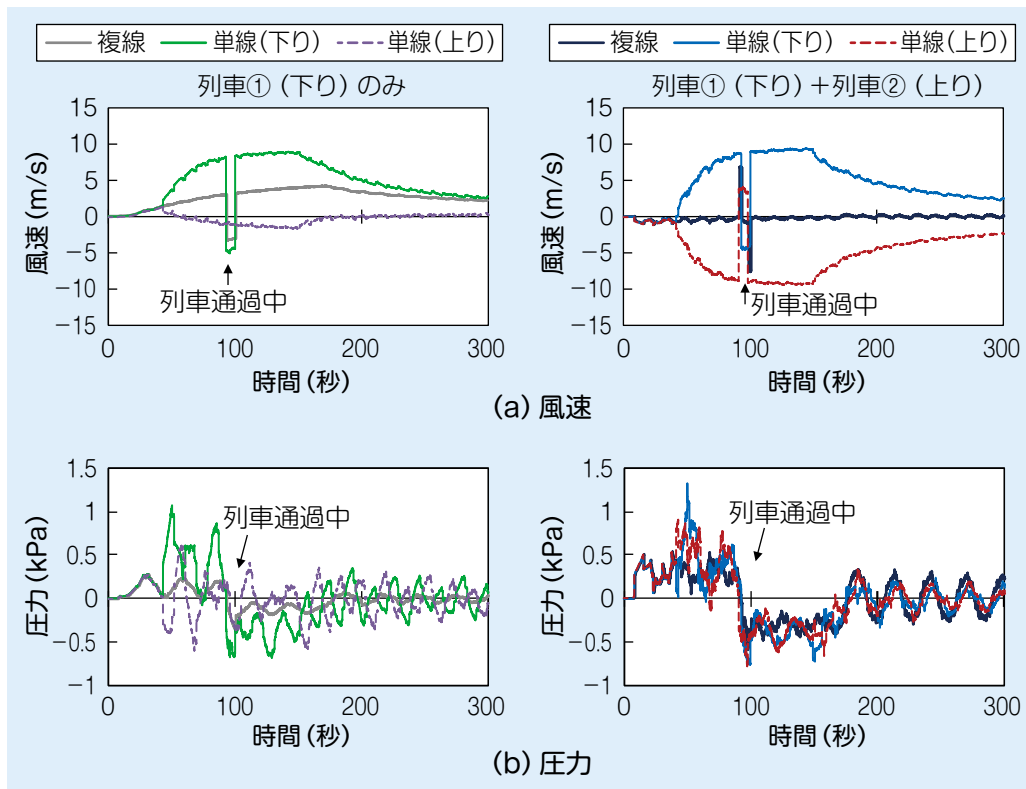 複線 単線（下り） 単線（上り）
複線 単線（下り） 単線（上り）
列車①（下り）のみ
列車①（下り）＋列車②（上り）
風速（m/s）
15
10
5
0
−5
−10
−15
列車通過中
0 100 200 300
時間（秒）
風速（m/s）
15
10
5
0
−5
−10
−15
列車通過中
0 100 200 300
時間（秒）
(a) 風速
圧力（kPa）
1.5
1
0.5
0
−0.5
−1
列車通過中
0 100 200 300
時間（秒）
圧力（kPa）
1.5
1
0.5
0
−0.5
−1
列車通過中
0 100 200 300
時間（秒）
(b) 圧力